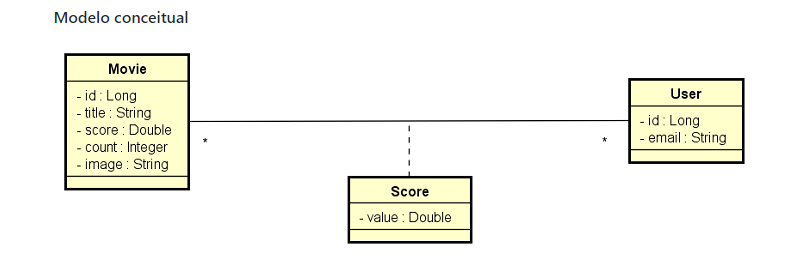 Modelo conceitual
Movie
- id : Long
- title : String
- score : Double
- count : Integer
- image : String
*
*
User
- id : Long
- email : String
Score
- value : Double